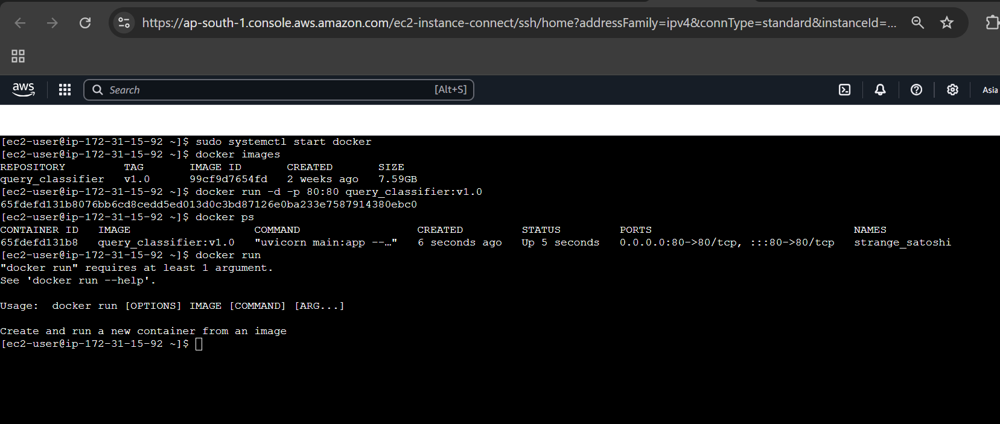 https://ap-south-1.console.aws.amazon.com/ec2-instance-connect/ssh/home?addressFamily=ipv4&connType=standard&instanceId=...
aws Search [Alt+S] Asia
[ec2-user@ip-172-31-15-92 ~]$ sudo systemctl start docker
[ec2-user@ip-172-31-15-92 ~]$ docker images
REPOSITORY TAG IMAGE ID CREATED SIZE
query_classifier v1.0 99cf9d7654fd 2 weeks ago 7.59GB
[ec2-user@ip-172-31-15-92 ~]$ docker run -d -p 80:80 query_classifier:v1.0
65fdefd131b8076bb6cd8cedd5ed013d0c3bd87126e0ba233e7587914380ebc0
[ec2-user@ip-172-31-15-92 ~]$ docker ps
CONTAINER ID IMAGE COMMAND CREATED STATUS PORTS NAMES
65fdefd131b8 query_classifier:v1.0 "uvicorn main:app --…" 6 seconds ago Up 5 seconds 0.0.0.0:80->80/tcp, :::80->80/tcp strange_satoshi
[ec2-user@ip-172-31-15-92 ~]$ docker run
"docker run" requires at least 1 argument.
See 'docker run --help'.
Usage: docker run [OPTIONS] IMAGE [COMMAND] [ARG...]
Create and run a new container from an image
[ec2-user@ip-172-31-15-92 ~]$